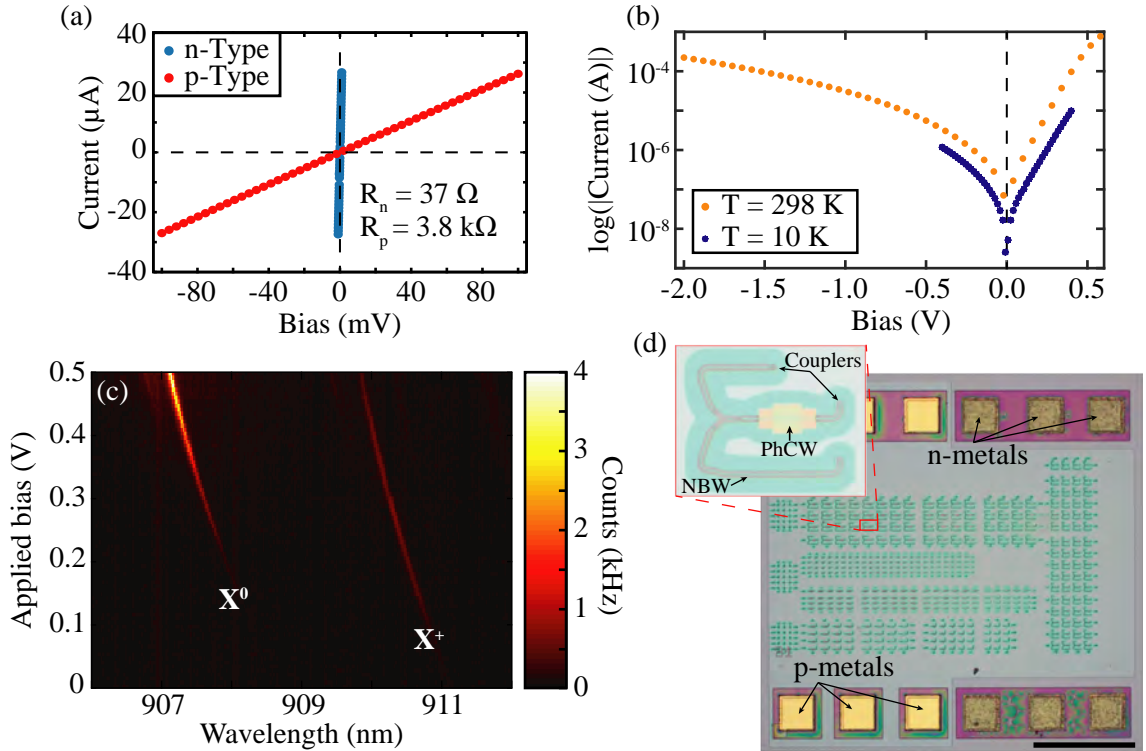 (a)
n-Type
p-Type
Current (μA)
40
20
0
-20
-40
-80
-40
0
40
80
Bias (mV)
R_n = 37 Ω
R_p = 3.8 kΩ
(b)
log(|Current (A)|)
10^-4
10^-6
10^-8
T = 298 K
T = 10 K
-2.0
-1.5
-1.0
-0.5
0.0
0.5
Bias (V)
(c)
Applied bias (V)
0.5
0.4
0.3
0.2
0.1
0
X^0
X^+
907
909
911
Wavelength (nm)
4
3
2
1
0
Counts (kHz)
(d)
Couplers
PhCW
NBW
n-metals
p-metals